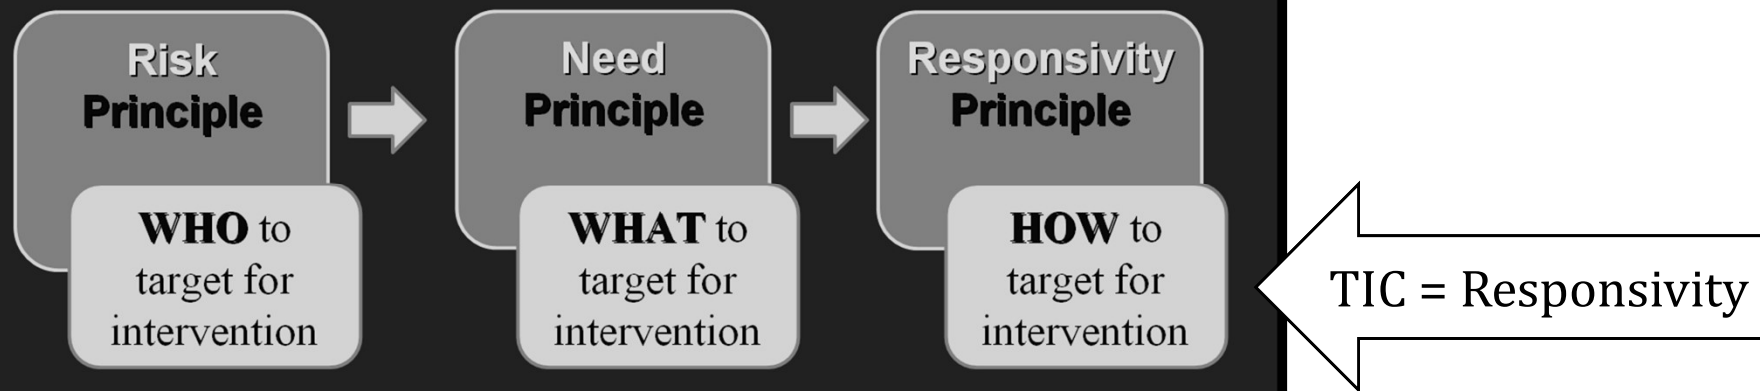 Risk
Principle
WHO to
target for
intervention
Need
Principle
WHAT to
target for
intervention
Responsivity
Principle
HOW to
target for
intervention
TIC = Responsivity